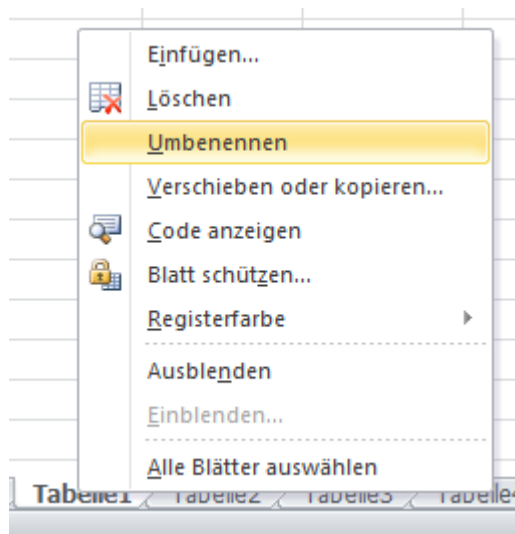 Einfügen...
Löschen
Umbenennen
Verschieben oder kopieren...
Code anzeigen
Blatt schützen...
Registerfarbe
Ausblenden
Einblenden...
Alle Blätter auswählen
Tabelle1 Tabelle2 Tabelle3 Tabelle4